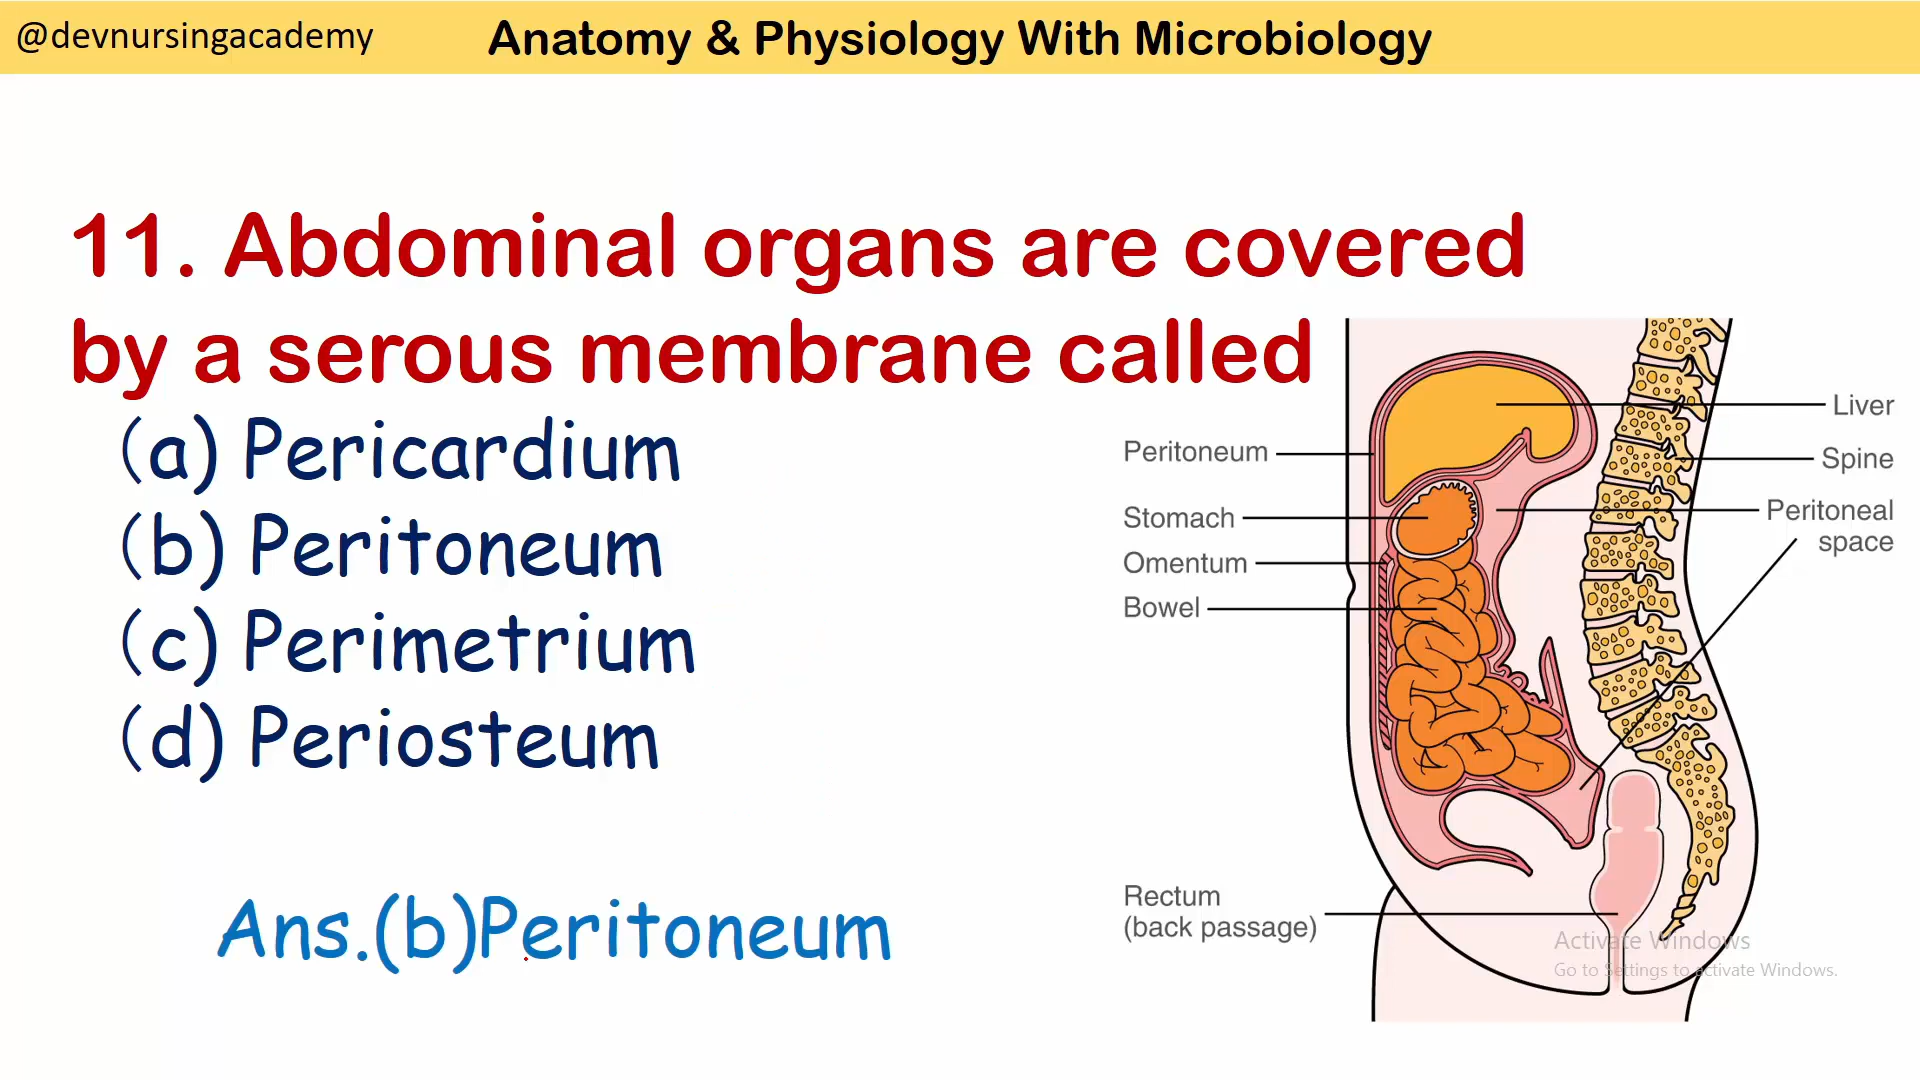 @devnursingacademy
Anatomy & Physiology With Microbiology
11. Abdominal organs are covered
by a serous membrane called
(a) Pericardium
(b) Peritoneum
(c) Perimetrium
(d) Periosteum
Ans.(b)Peritoneum
Peritoneum
Stomach
Omentum
Bowel
Rectum
(back passage)
Liver
Spine
Peritoneal
space
Activate Windows
Go to Settings to activate Windows.